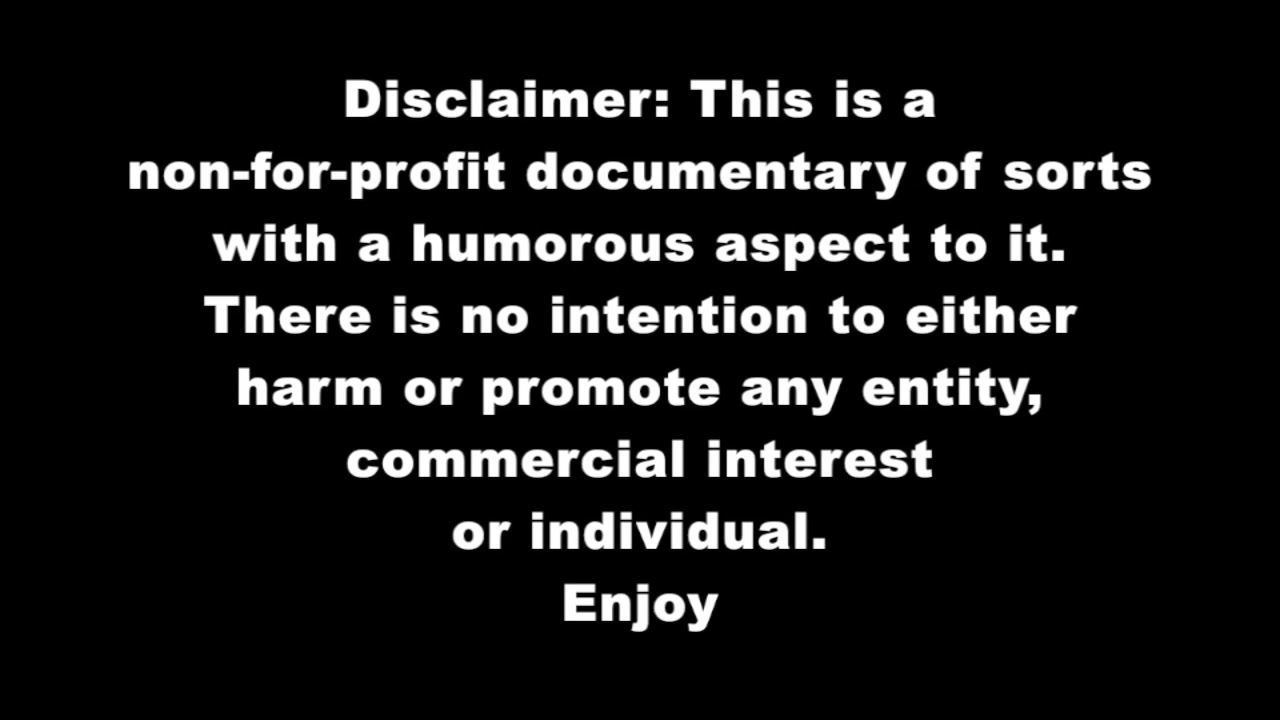 Disclaimer: This is a
non-for-profit documentary of sorts
with a humorous aspect to it.
There is no intention to either
harm or promote any entity,
commercial interest
or individual.
Enjoy